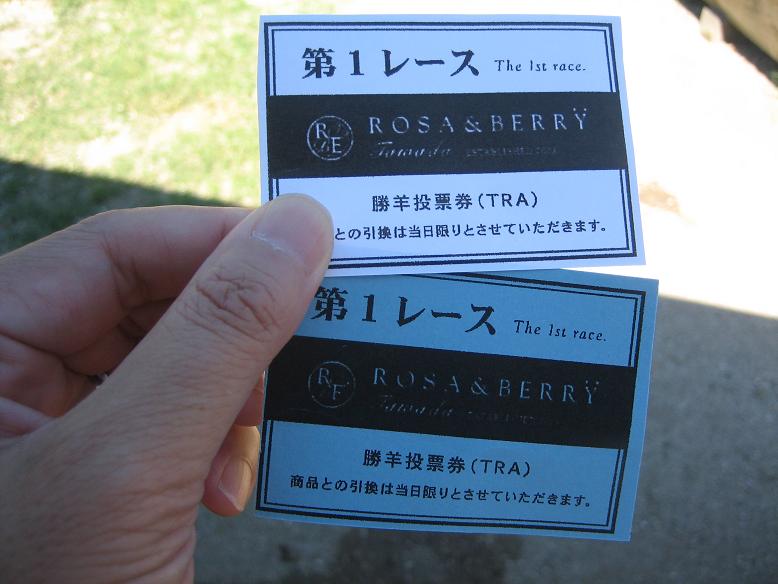 第1レース The 1st race.
R E
ROSA & BERRY
Tawada
勝羊投票券(TRA)
との引換は当日限りとさせていただきます。
第1レース The 1st race.
ROSA & BERRY
Tawada
勝羊投票券(TRA)
商品との引換は当日限りとさせていただきます。